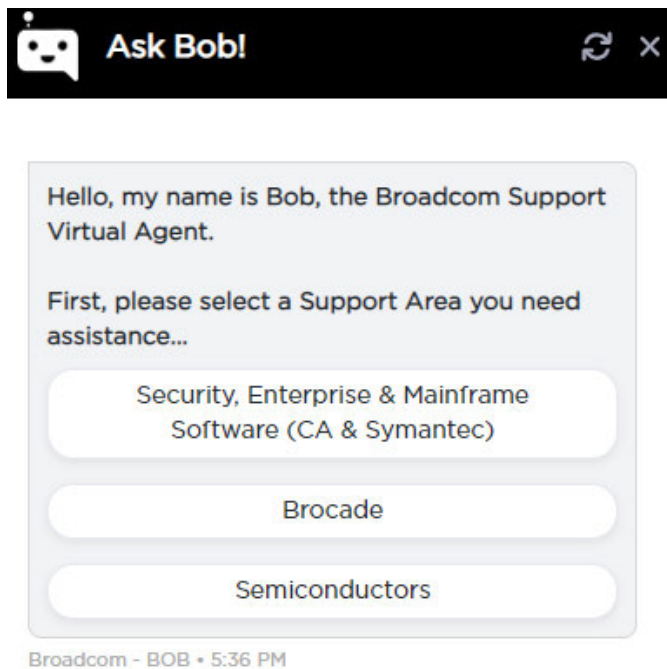 Ask Bob!
Hello, my name is Bob, the Broadcom Support
Virtual Agent.
First, please select a Support Area you need
assistance...
Security, Enterprise & Mainframe
Software (CA & Symantec)
Brocade
Semiconductors
Broadcom - BOB • 5:36 PM